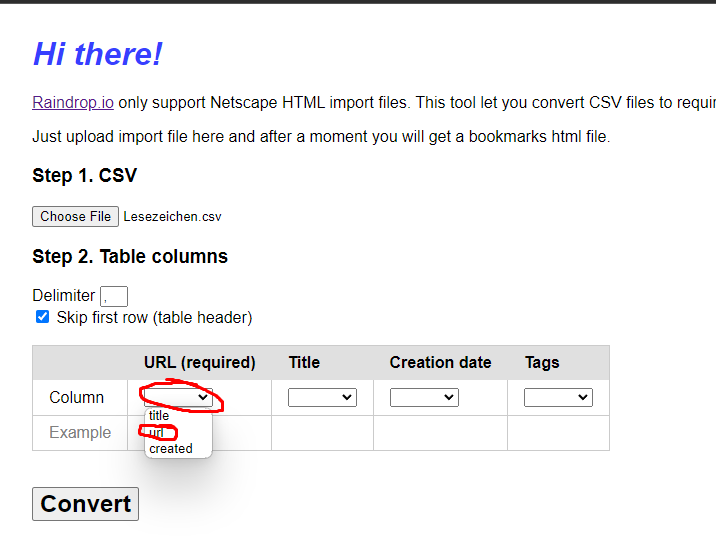 Hi there!
Raindrop.io only support Netscape HTML import files. This tool let you convert CSV files to
Just upload import file here and after a moment you will get a bookmarks html file.
Step 1. CSV
Choose File Lesezeichen.csv
Step 2. Table columns
Delimiter ,
Skip first row (table header)
URL (required) Title Creation date Tags
Column
title
Example url
created
Convert